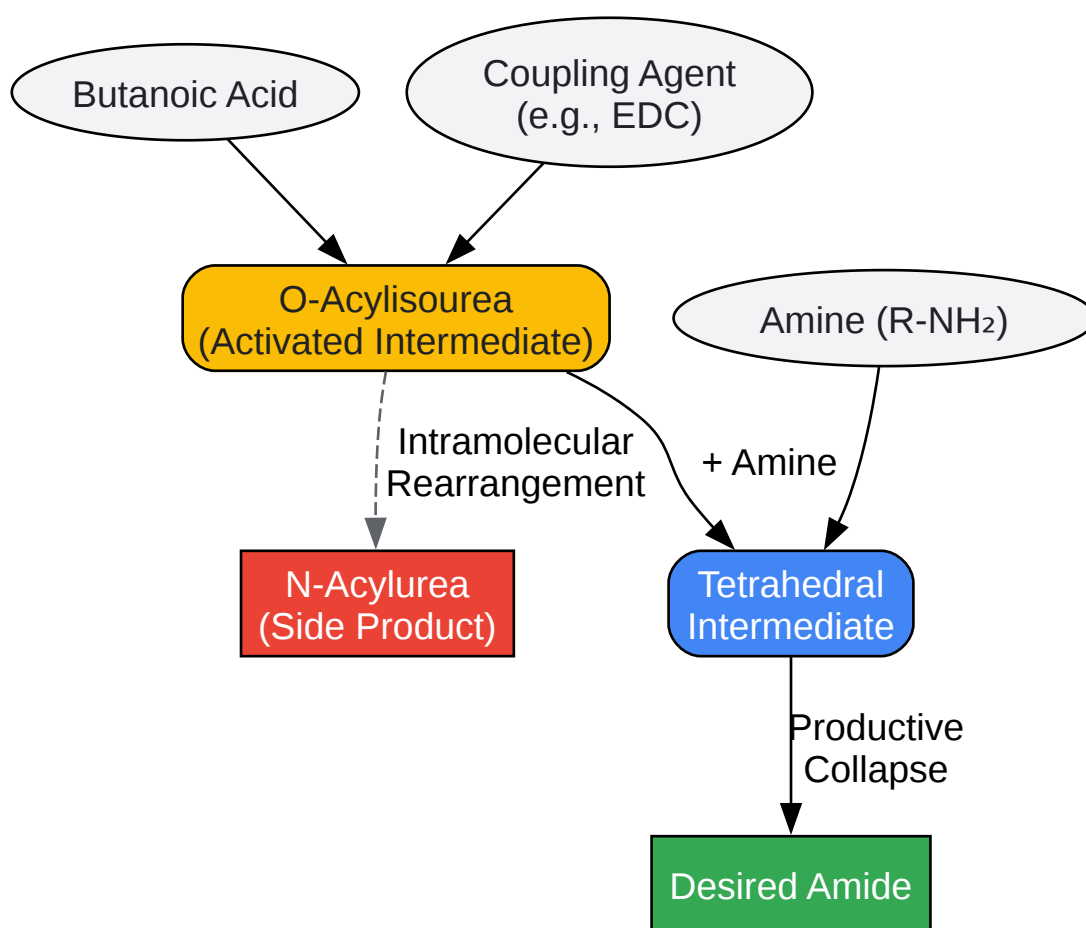 Butanoic Acid
Coupling Agent
(e.g., EDC)
O-Acylisourea
(Activated Intermediate)
Amine (R-NH₂)
Intramolecular
Rearrangement
+ Amine
N-Acylurea
(Side Product)
Tetrahedral
Intermediate
Productive
Collapse
Desired Amide